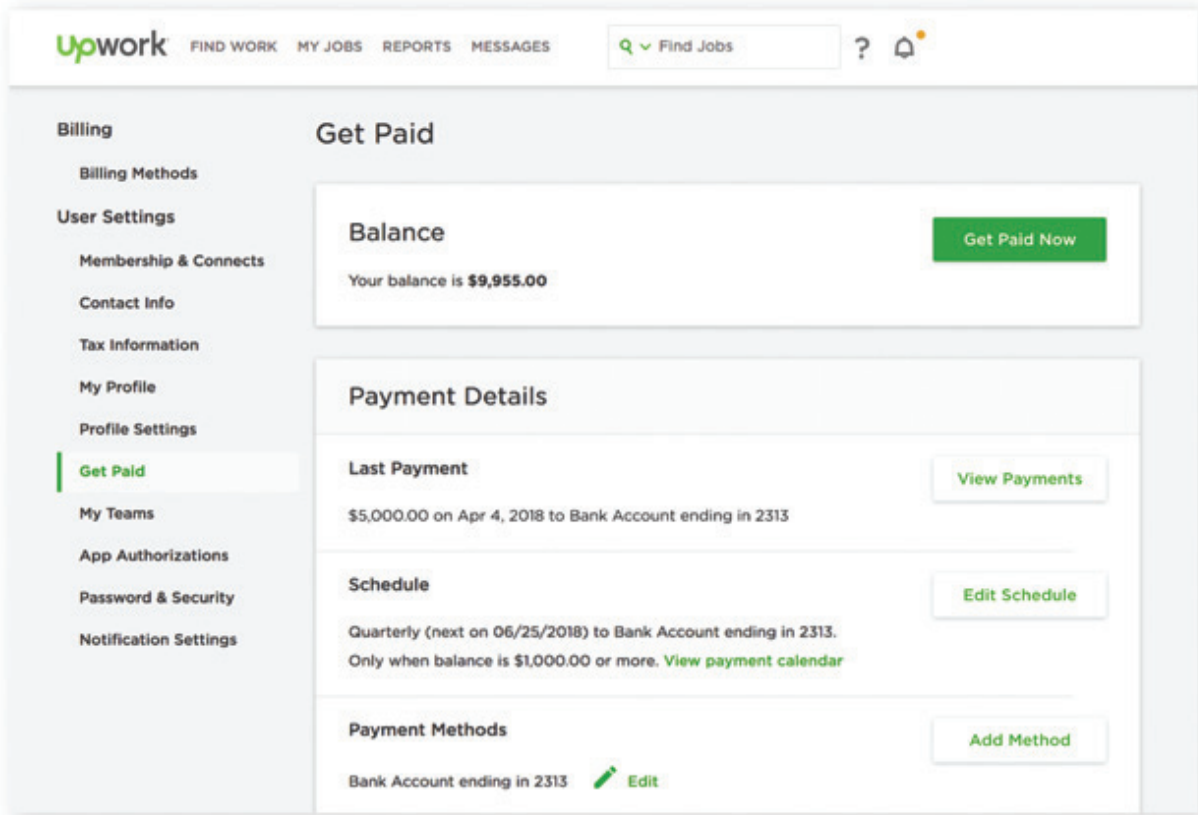 Upwork FIND WORK MY JOBS REPORTS MESSAGES Find Jobs ?
Billing
Billing Methods
User Settings
Membership & Connects
Contact Info
Tax Information
My Profile
Profile Settings
Get Paid
My Teams
App Authorizations
Password & Security
Notification Settings
Get Paid
Balance
Get Paid Now
Your balance is $9,955.00
Payment Details
Last Payment
View Payments
$5,000.00 on Apr 4, 2018 to Bank Account ending in 2313
Schedule
Edit Schedule
Quarterly (next on 06/25/2018) to Bank Account ending in 2313.
Only when balance is $1,000.00 or more. View payment calendar
Payment Methods
Add Method
Bank Account ending in 2313 Edit